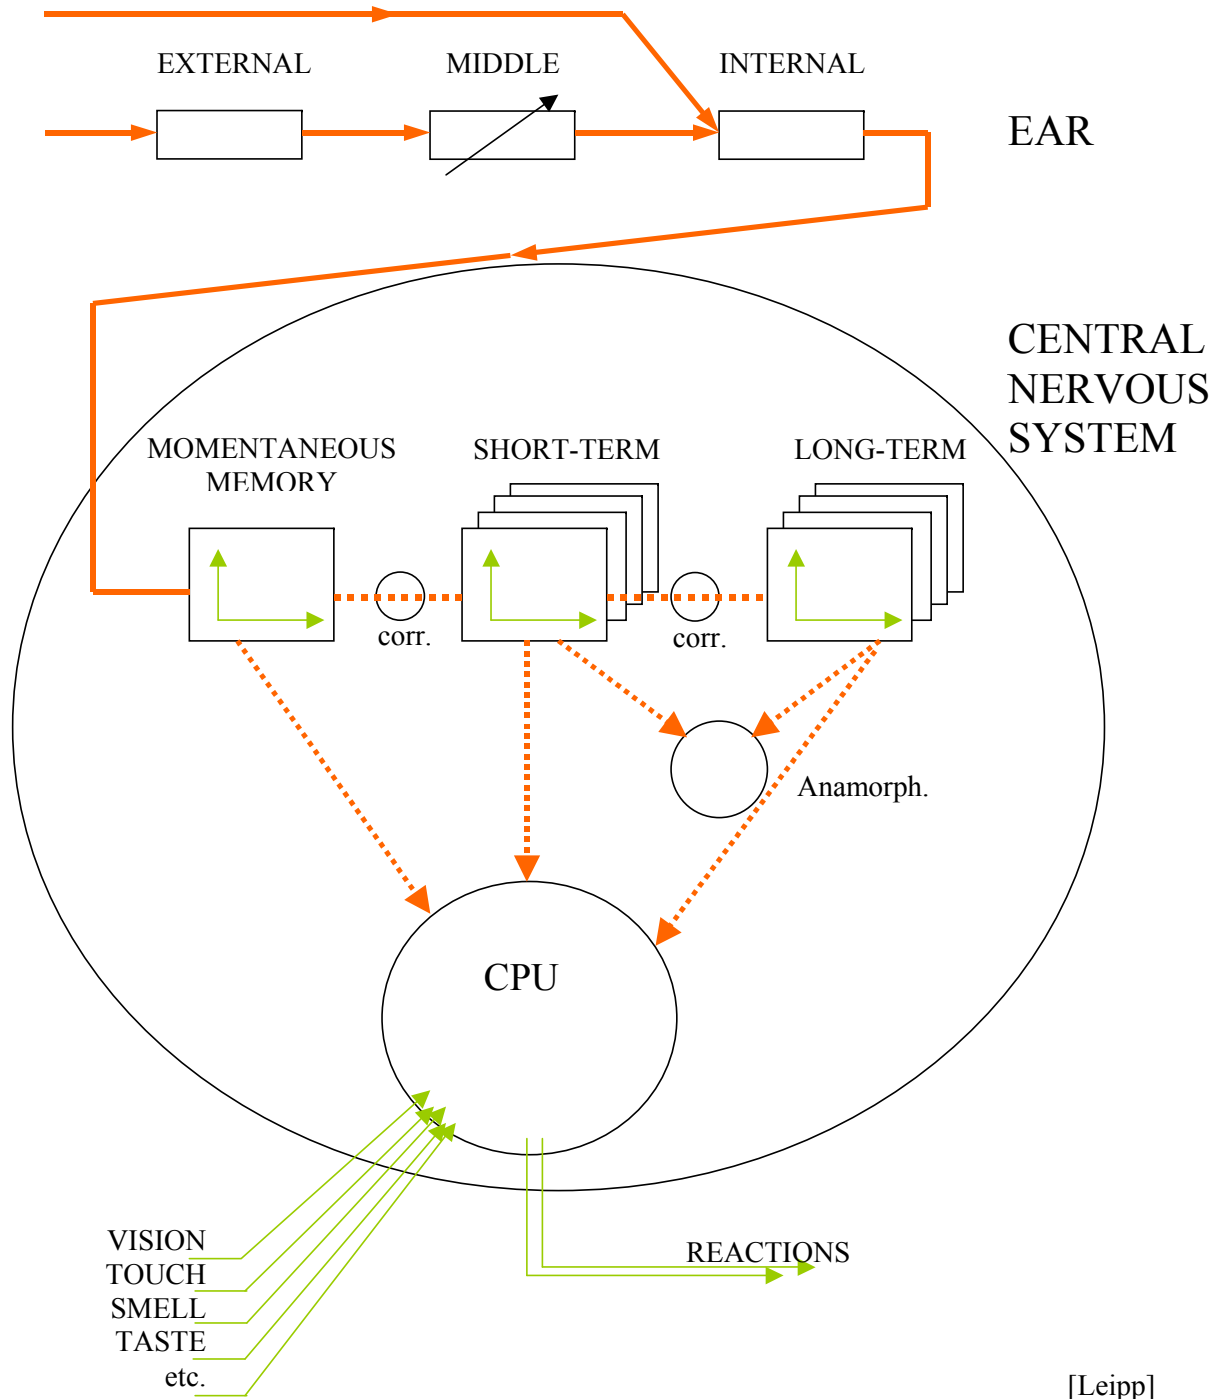 EXTERNAL
MIDDLE
INTERNAL
EAR
CENTRAL
NERVOUS
SYSTEM
MOMENTANEOUS
MEMORY
SHORT-TERM
LONG-TERM
corr.
corr.
Anamorph.
CPU
VISION
TOUCH
SMELL
TASTE
etc.
REACTIONS
[Leipp]